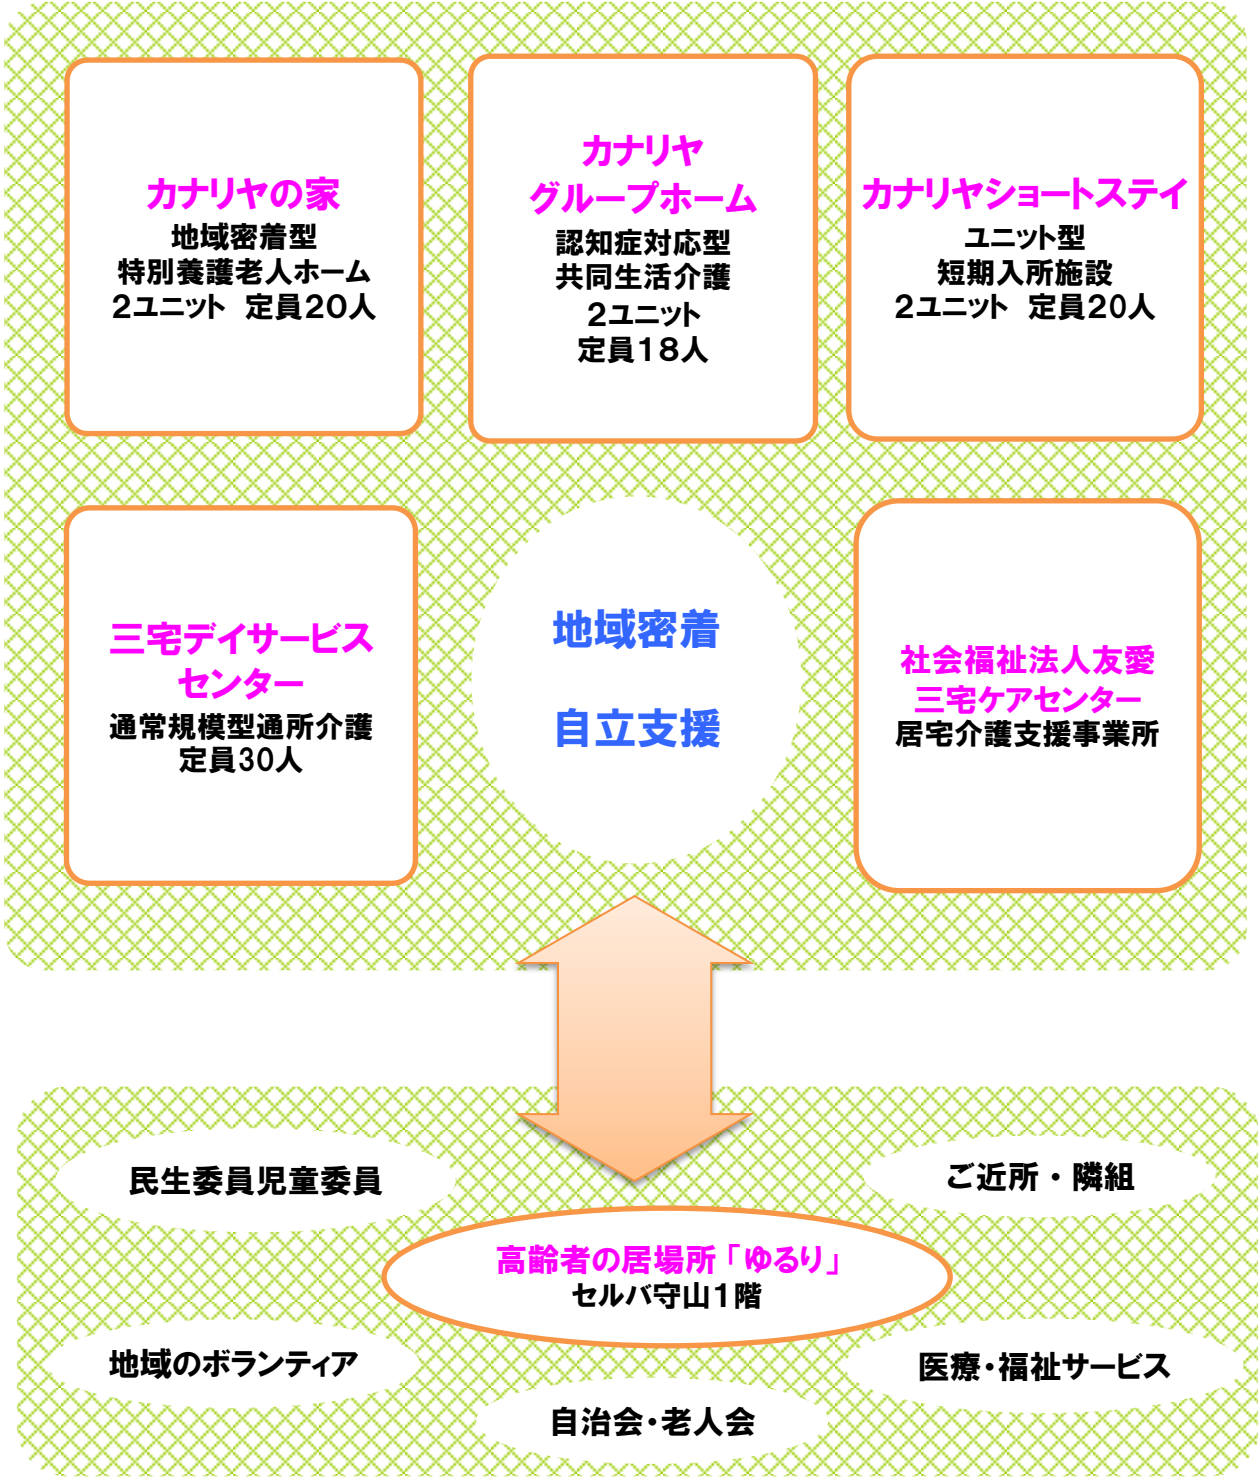 カナリヤの家
地域密着型
特別養護老人ホーム
２ユニット　定員２０人
カナリヤ
グループホーム
認知症対応型
共同生活介護
２ユニット
定員１８人
カナリヤショートステイ
ユニット型
短期入所施設
２ユニット　定員２０人
三宅デイサービス
センター
通常規模型通所介護
定員３０人
地域密着
自立支援
社会福祉法人友愛
三宅ケアセンター
居宅介護支援事業所
民生委員児童委員
ご近所・隣組
高齢者の居場所「ゆるり」
セルバ守山１階
地域のボランティア
医療・福祉サービス
自治会・老人会